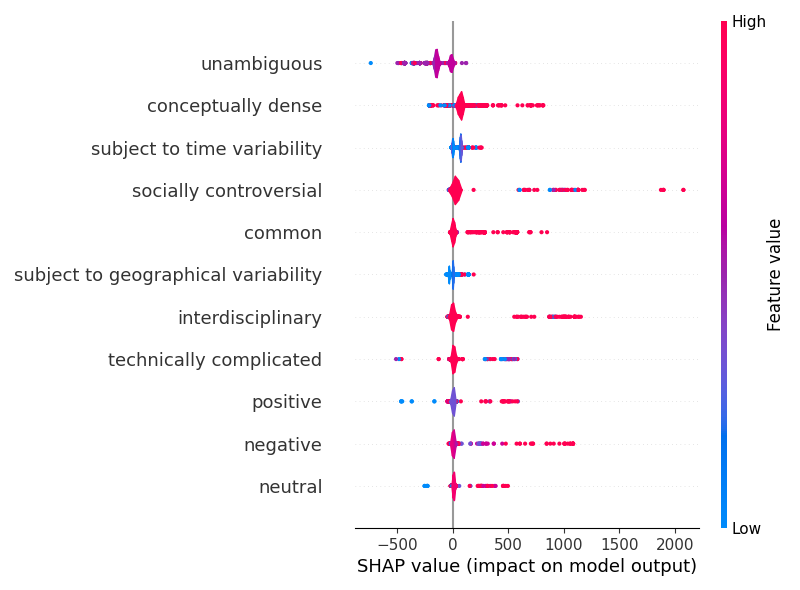 High
unambiguous
conceptually dense
subject to time variability
socially controversial
common
subject to geographical variability
interdisciplinary
technically complicated
positive
negative
neutral
Feature value
Low
−500 0 500 1000 1500 2000
SHAP value (impact on model output)